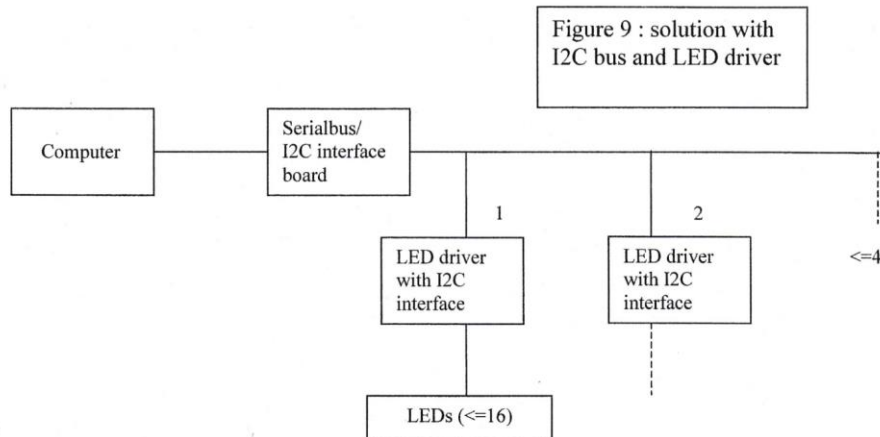 Figure 9 : solution with
I2C bus and LED driver
Computer
Serialbus/
I2C interface
board
1
2
LED driver
with I2C
interface
LED driver
with I2C
interface
<=4
LEDs (<=16)